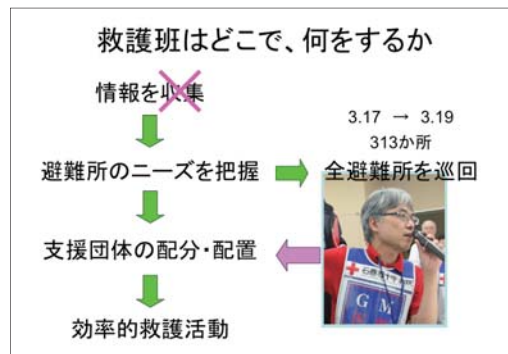 救護班はどこで、何をするか
情報を収集
3.17 → 3.19
313か所
避難所のニーズを把握
全避難所を巡回
支援団体の配分・配置
GM
効率的救護活動